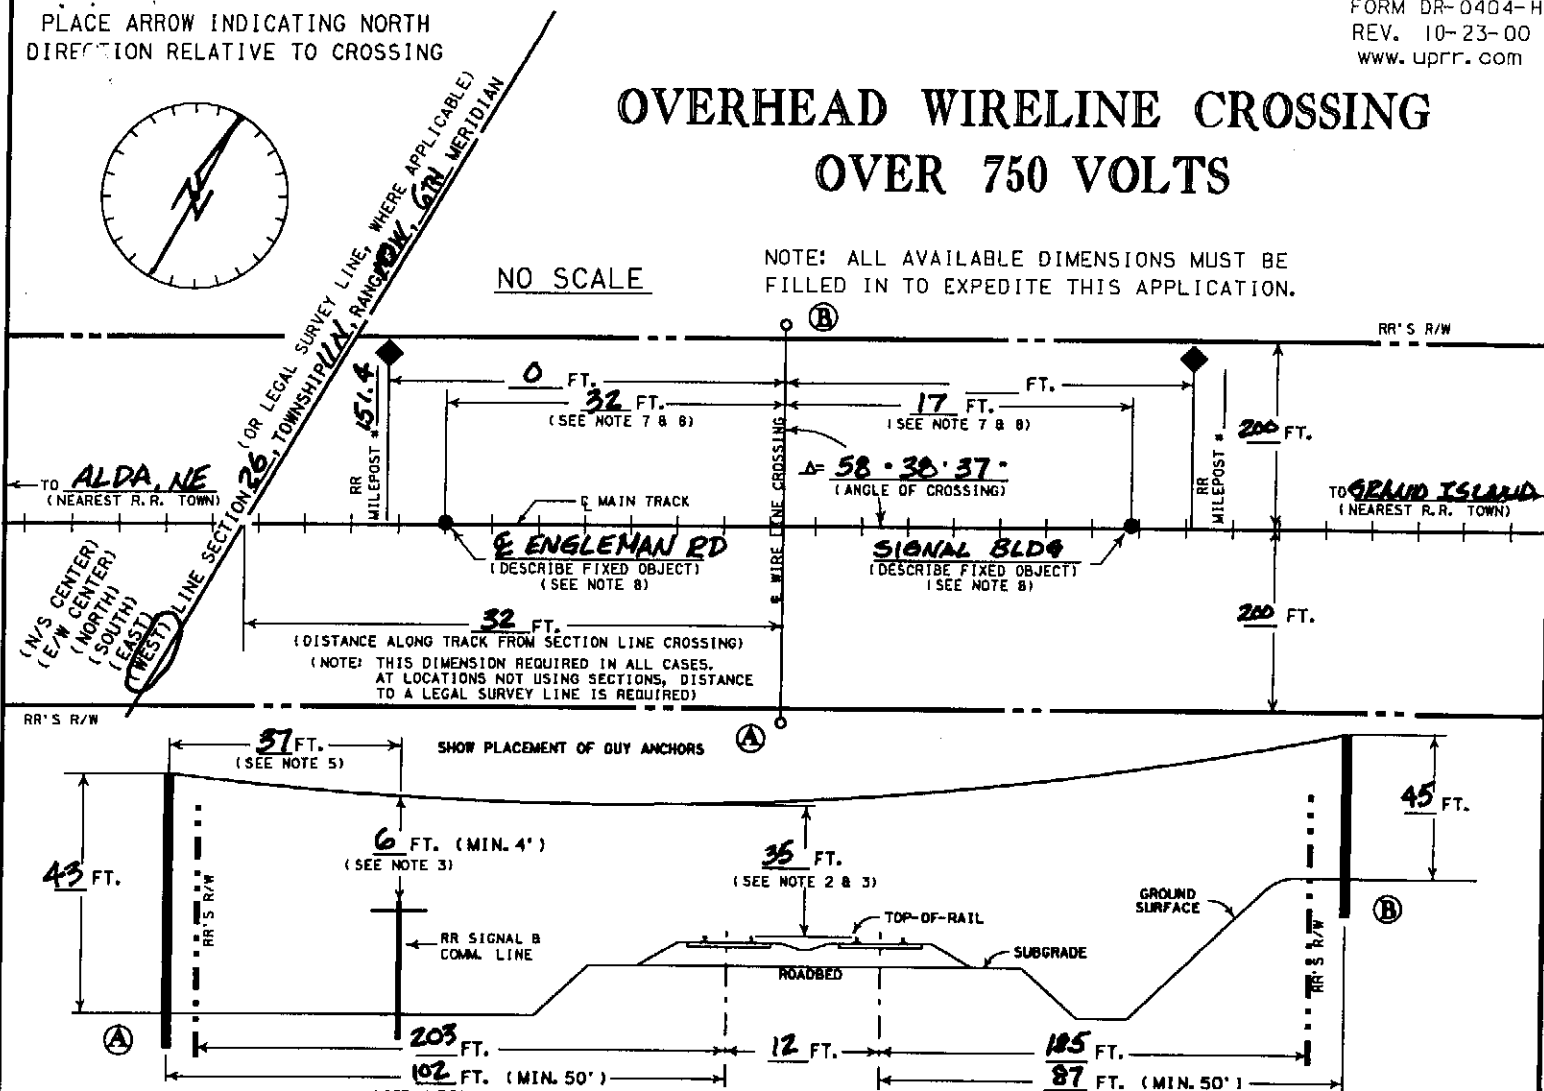 PLACE ARROW INDICATING NORTH
DIRECTION RELATIVE TO CROSSING
FORM DR-0404-H
REV. 10-23-00
www.uprr.com
OVERHEAD WIRELINE CROSSING
OVER 750 VOLTS
N
NO SCALE
NOTE: ALL AVAILABLE DIMENSIONS MUST BE
FILLED IN TO EXPEDITE THIS APPLICATION.
(OR LEGAL SURVEY LINE, WHERE APPLICABLE)
(N/S CENTER)
(E/W CENTER)
(NORTH)
(SOUTH)
(EAST)
(WEST) LINE SECTION 26, TOWNSHIP 11N, RANGE 10W, 6TH MERIDIAN
B
RR'S R/W
0 FT.
FT.
32 FT.
(SEE NOTE 7 & 8)
17 FT.
(SEE NOTE 7 & 8)
RR
MILEPOST # 151.4
RR
MILEPOST #
200 FT.
Δ= 58 • 38 ' 37 "
(ANGLE OF CROSSING)
TO ALDA, NE
(NEAREST R.R. TOWN)
℄ MAIN TRACK
TO GRAND ISLAND
(NEAREST R.R. TOWN)
℄ WIRE LINE CROSSING
℄ ENGLEMAN RD
(DESCRIBE FIXED OBJECT)
(SEE NOTE 8)
SIGNAL BLDG
(DESCRIBE FIXED OBJECT)
(SEE NOTE 8)
200 FT.
32 FT.
(DISTANCE ALONG TRACK FROM SECTION LINE CROSSING)
(NOTE: THIS DIMENSION REQUIRED IN ALL CASES.
AT LOCATIONS NOT USING SECTIONS, DISTANCE
TO A LEGAL SURVEY LINE IS REQUIRED)
RR'S R/W
A
37 FT.
(SEE NOTE 5)
SHOW PLACEMENT OF GUY ANCHORS
43 FT.
6 FT. (MIN. 4')
(SEE NOTE 3)
35 FT.
(SEE NOTE 2 & 3)
45 FT.
RR'S R/W
RR SIGNAL &
COMM. LINE
TOP-OF-RAIL
GROUND
SURFACE
B
SUBGRADE
ROADBED
RR'S R/W
A
203 FT.
12 FT.
185 FT.
102 FT. (MIN. 50')
87 FT. (MIN. 50')